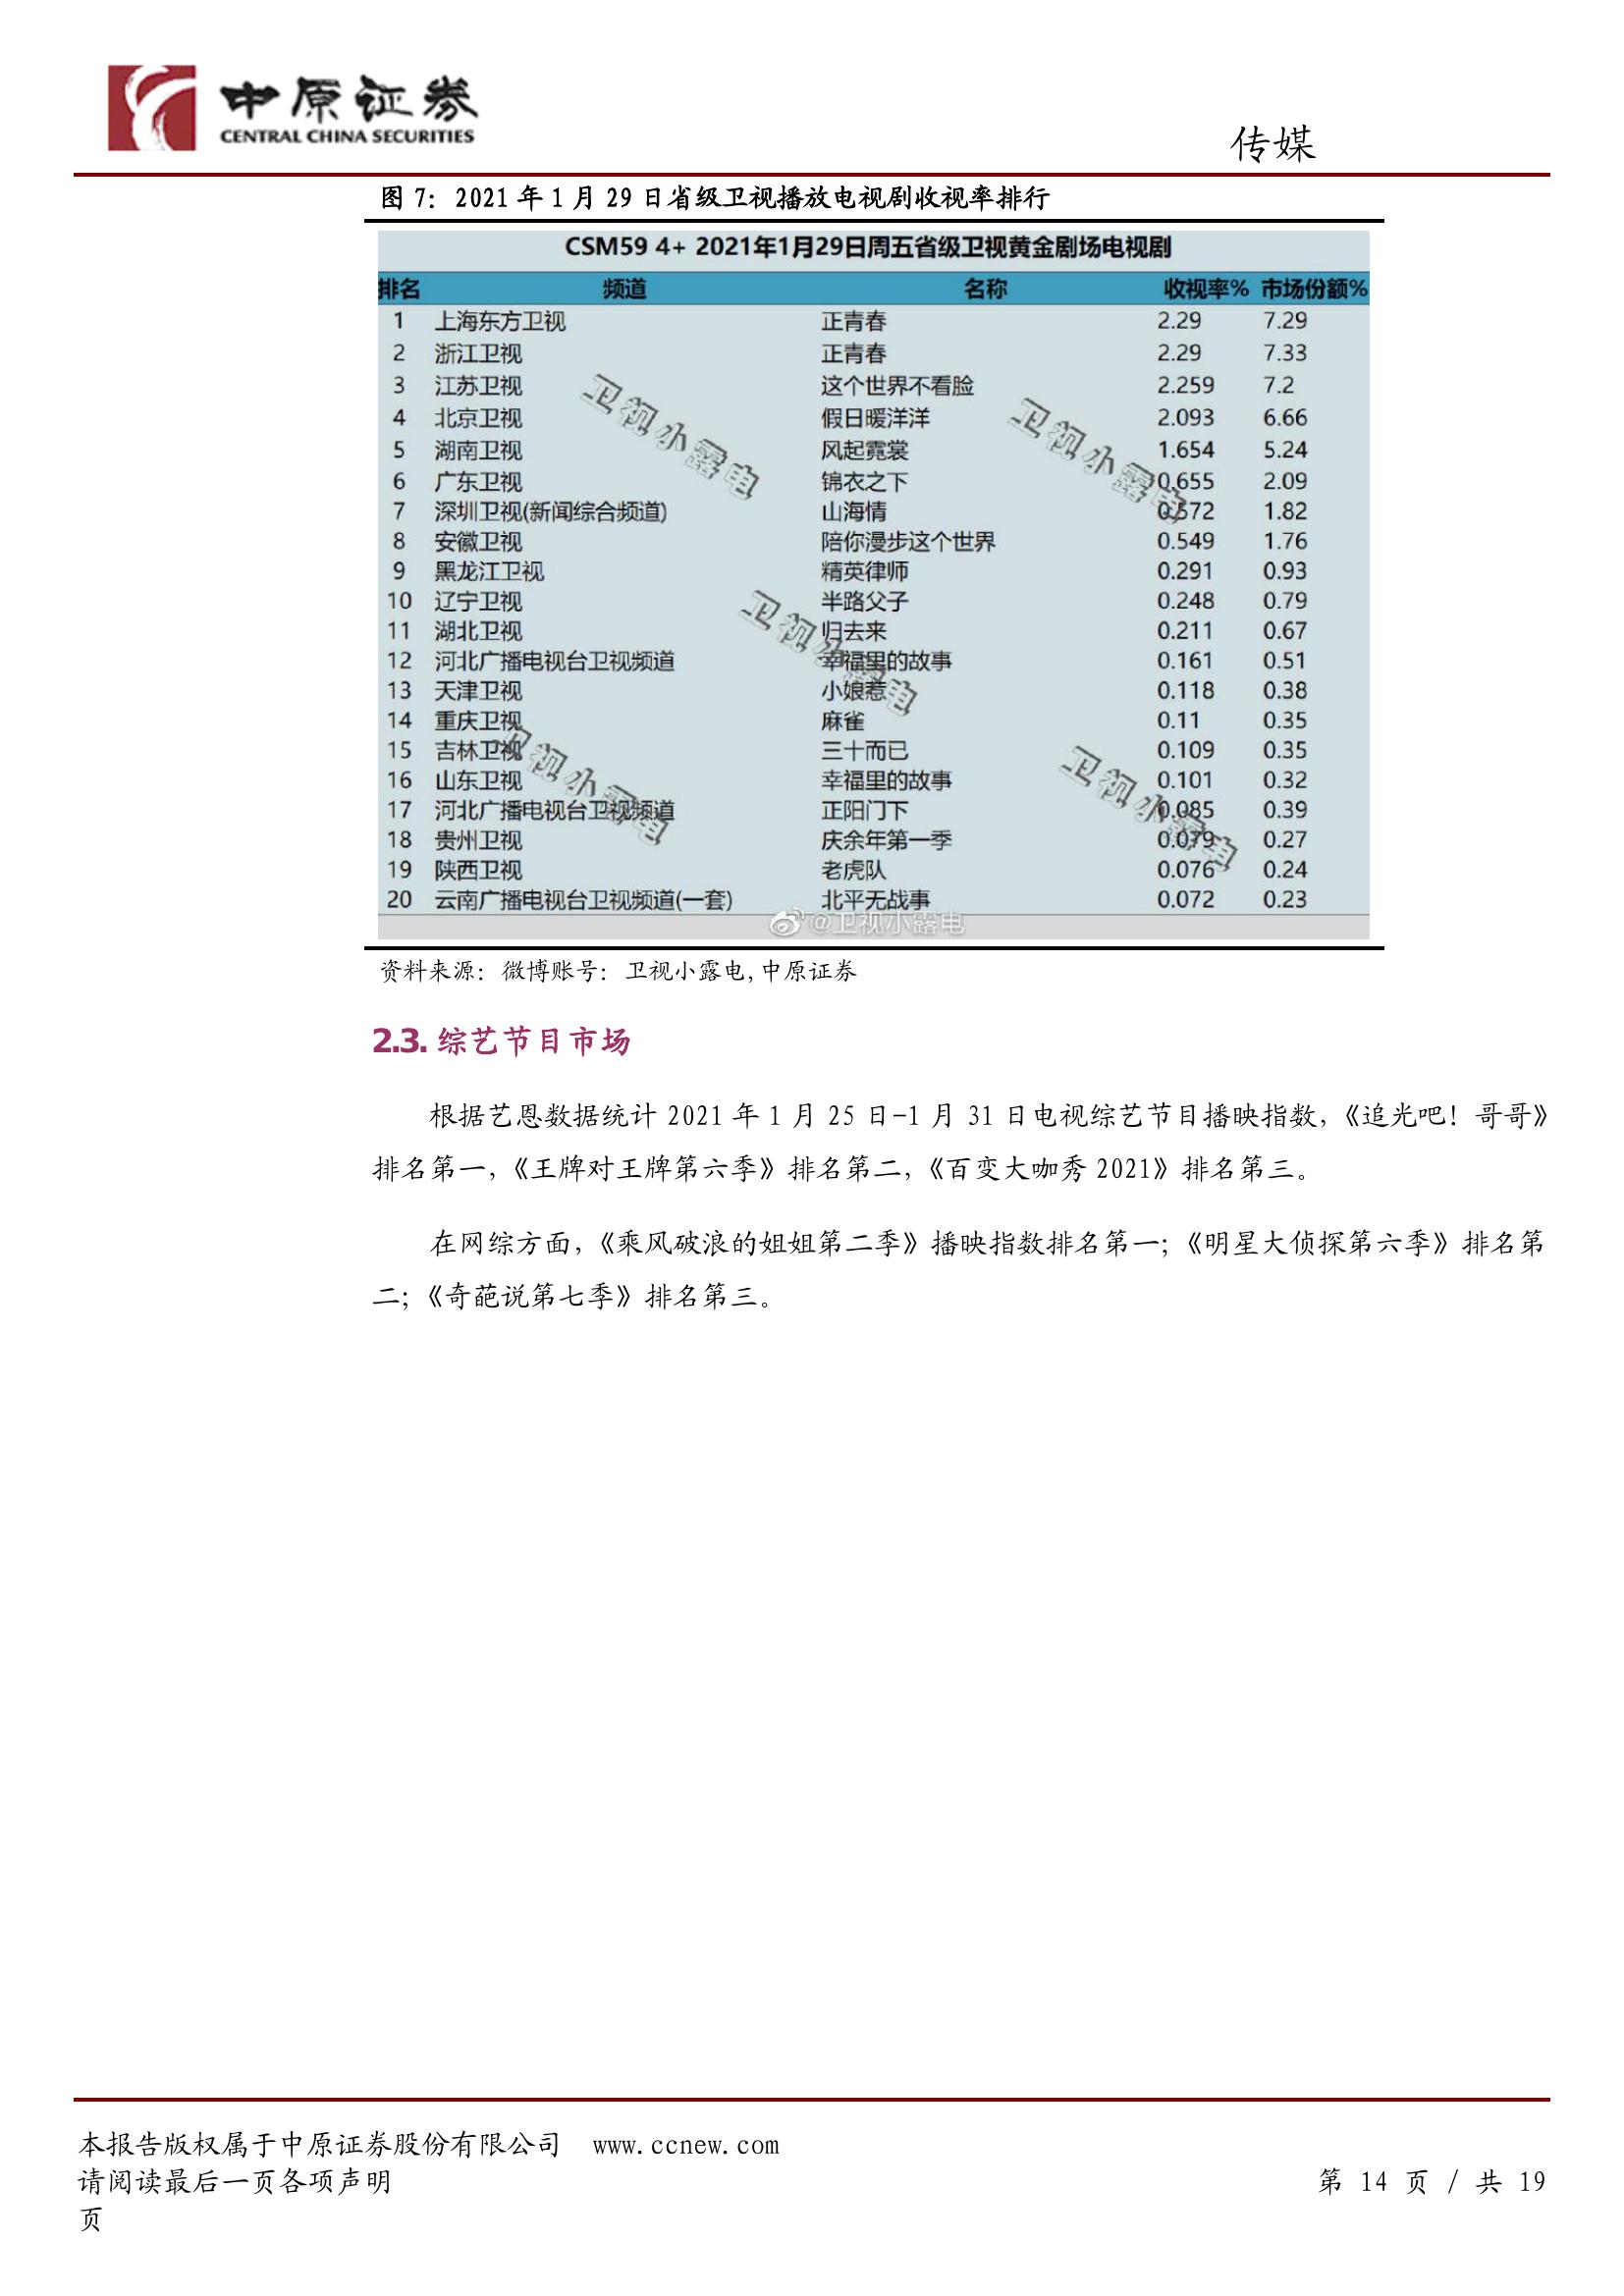 中原证券
CENTRAL CHINA SECURITIES
传媒
图 7：2021 年 1 月 29 日省级卫视播放电视剧收视率排行
CSM59 4+ 2021年1月29日周五省级卫视黄金剧场电视剧
排名 频道 名称 收视率% 市场份额%
1 上海东方卫视 正青春 2.29 7.29
2 浙江卫视 正青春 2.29 7.33
3 江苏卫视 这个世界不看脸 2.259 7.2
4 北京卫视 假日暖洋洋 2.093 6.66
5 湖南卫视 风起霓裳 1.654 5.24
6 广东卫视 锦衣之下 0.655 2.09
7 深圳卫视(新闻综合频道) 山海情 0.572 1.82
8 安徽卫视 陪你漫步这个世界 0.549 1.76
9 黑龙江卫视 精英律师 0.291 0.93
10 辽宁卫视 半路父子 0.248 0.79
11 湖北卫视 归去来 0.211 0.67
12 河北广播电视台卫视频道 幸福里的故事 0.161 0.51
13 天津卫视 小娘惹 0.118 0.38
14 重庆卫视 麻雀 0.11 0.35
15 吉林卫视 三十而已 0.109 0.35
16 山东卫视 幸福里的故事 0.101 0.32
17 河北广播电视台卫视频道 正阳门下 0.085 0.39
18 贵州卫视 庆余年第一季 0.079 0.27
19 陕西卫视 老虎队 0.076 0.24
20 云南广播电视台卫视频道(一套) 北平无战事 0.072 0.23
卫视小露电
卫视小露电
卫视小露电
卫视小露电
卫视小露电
@卫视小露电
资料来源：微博账号：卫视小露电,中原证券
2.3. 综艺节目市场
根据艺恩数据统计 2021 年 1 月 25 日-1 月 31 日电视综艺节目播映指数，《追光吧！哥哥》
排名第一，《王牌对王牌第六季》排名第二，《百变大咖秀 2021》排名第三。
在网综方面，《乘风破浪的姐姐第二季》播映指数排名第一；《明星大侦探第六季》排名第
二；《奇葩说第七季》排名第三。
本报告版权属于中原证券股份有限公司 www.ccnew.com
请阅读最后一页各项声明 第 14 页 / 共 19
页